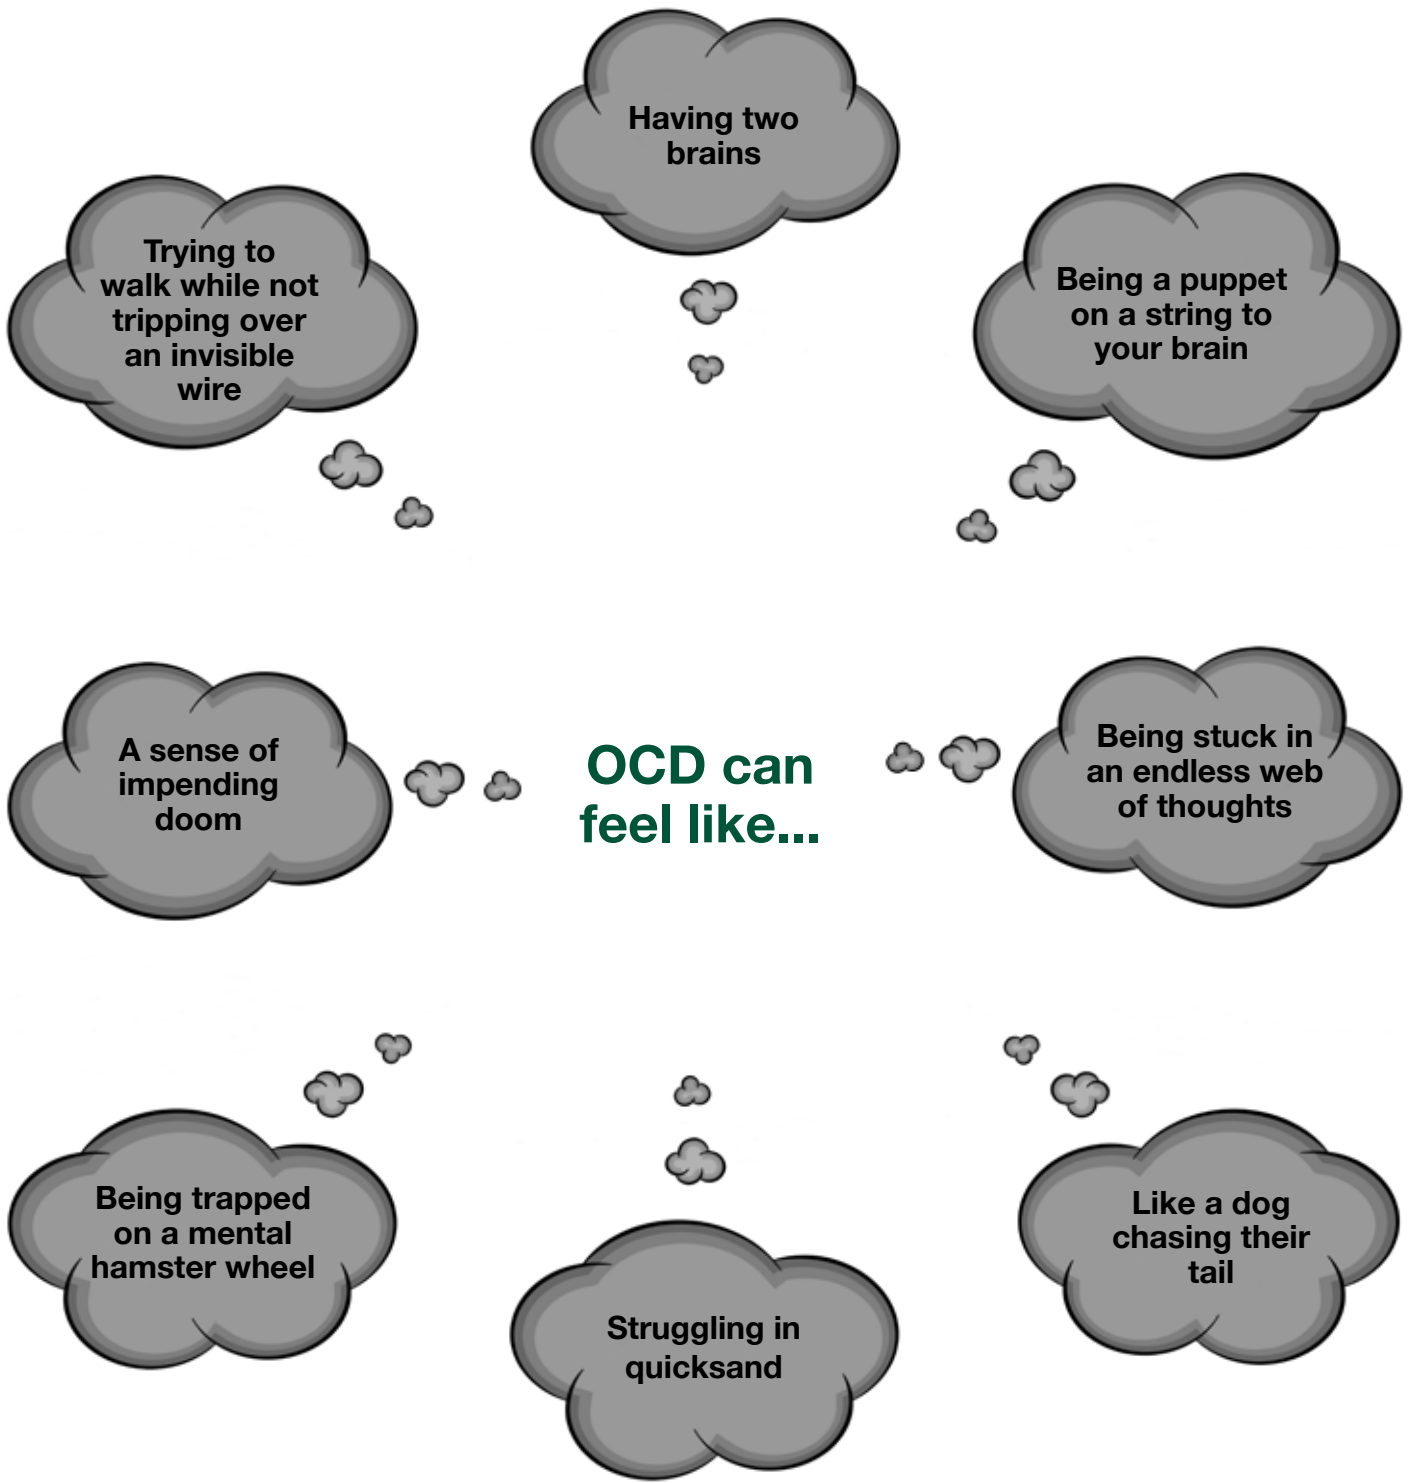 Having two
brains
Trying to
walk while not
tripping over
an invisible
wire
Being a puppet
on a string to
your brain
A sense of
impending
doom
OCD can
feel like...
Being stuck in
an endless web
of thoughts
Being trapped
on a mental
hamster wheel
Struggling in
quicksand
Like a dog
chasing their
tail